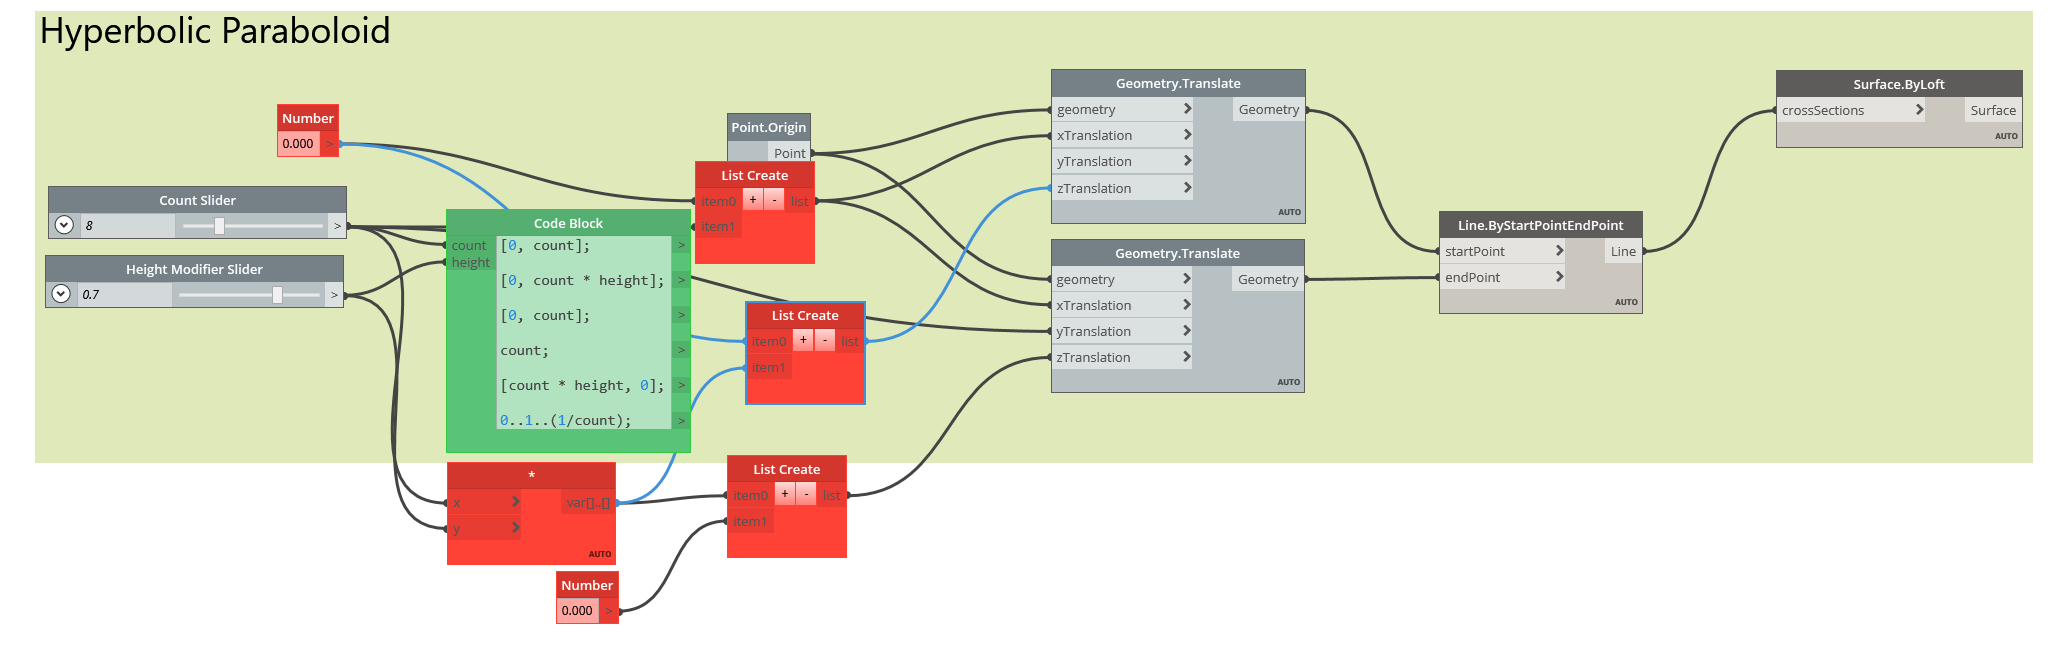 Hyperbolic Paraboloid
Number
0.000 >
Count Slider
8 >
Height Modifier Slider
0.7 >
Code Block
count
height
[0, count]; >
[0, count * height]; >
[0, count]; >
count; >
[count * height, 0]; >
0..1..(1/count); >
*
x > var[]..[]
y >
AUTO
Number
0.000 >
Point.Origin
Point
List Create
item0 + - list
item1
List Create
item0 + - list
item1
List Create
item0 + - list
item1
Geometry.Translate
geometry > Geometry
xTranslation >
yTranslation >
zTranslation >
AUTO
Geometry.Translate
geometry > Geometry
xTranslation >
yTranslation >
zTranslation >
AUTO
Line.ByStartPointEndPoint
startPoint > Line
endPoint >
AUTO
Surface.ByLoft
crossSections > Surface
AUTO